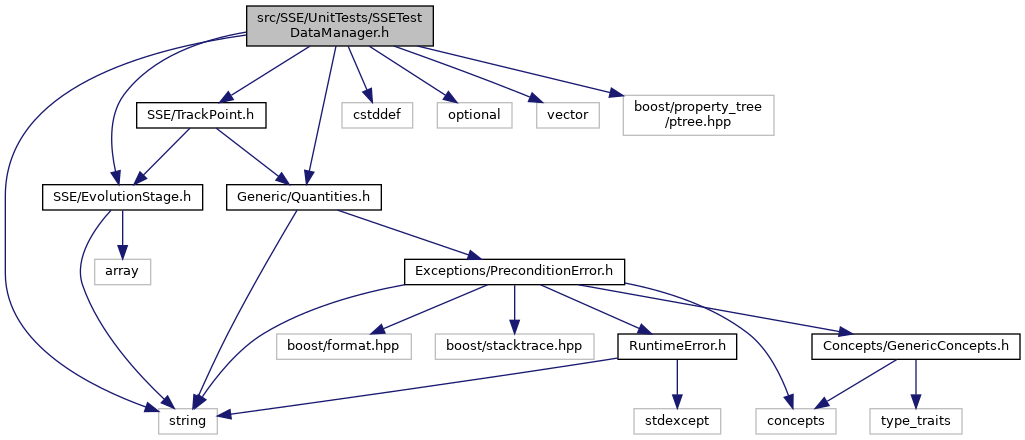 src/SSE/UnitTests/SSETest
DataManager.h
SSE/TrackPoint.h
cstddef
optional
vector
boost/property_tree
/ptree.hpp
SSE/EvolutionStage.h
Generic/Quantities.h
array
Exceptions/PreconditionError.h
boost/format.hpp
boost/stacktrace.hpp
RuntimeError.h
Concepts/GenericConcepts.h
string
stdexcept
concepts
type_traits